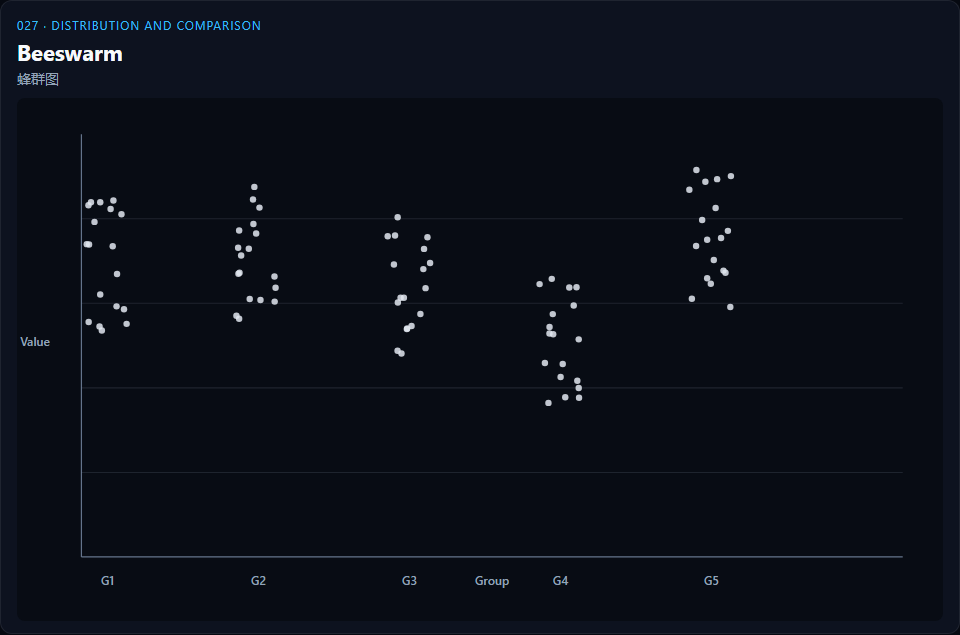 027 · DISTRIBUTION AND COMPARISON
Beeswarm
蜂群图
Value
G1 G2 G3 Group G4 G5